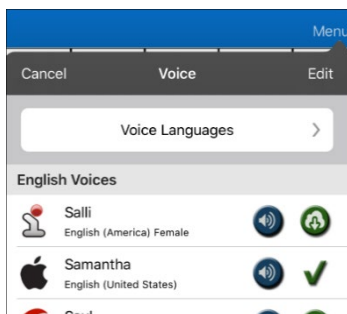 Menu
Cancel Voice Edit
Voice Languages
English Voices
Salli
English (America) Female
Samantha
English (United States)